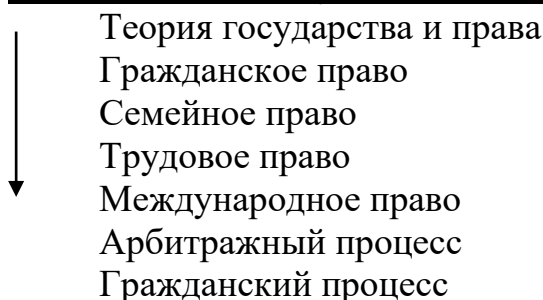 Теория государства и права
Гражданское право
Семейное право
Трудовое право
Международное право
Арбитражный процесс
Гражданский процесс